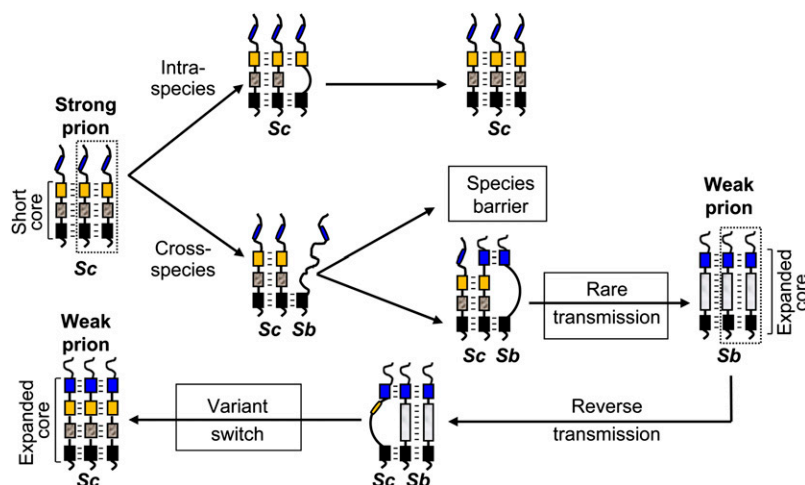 Intra-
species
Sc
Sc
Strong
prion
Short
core
Sc
Cross-
species
Sc Sb
Species
barrier
Sc Sb
Rare
transmission
Weak
prion
Expanded
core
Sb
Reverse
transmission
Sc Sb
Variant
switch
Weak
prion
Expanded
core
Sc